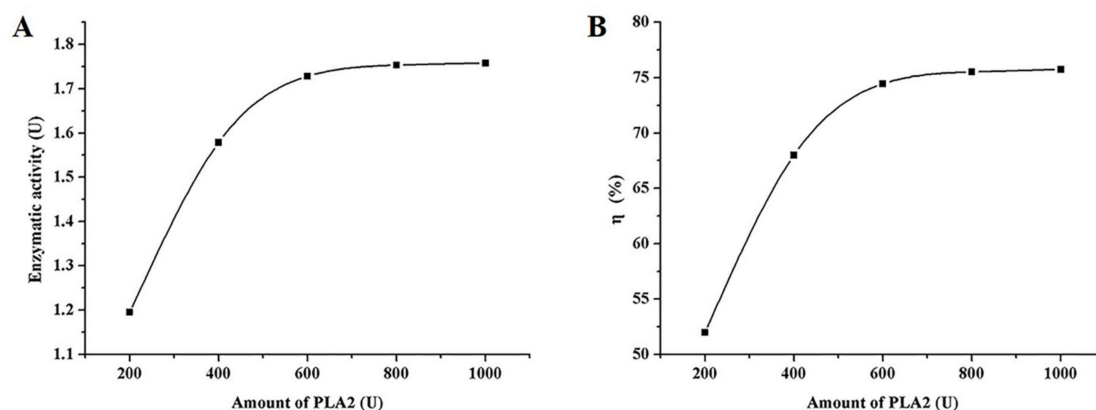 A
1.8
1.7
1.6
1.5
1.4
1.3
1.2
1.1
Enzymatic activity (U)
200 400 600 800 1000
Amount of PLA2 (U)
B
80
75
70
65
60
55
50
η (%)
200 400 600 800 1000
Amount of PLA2 (U)